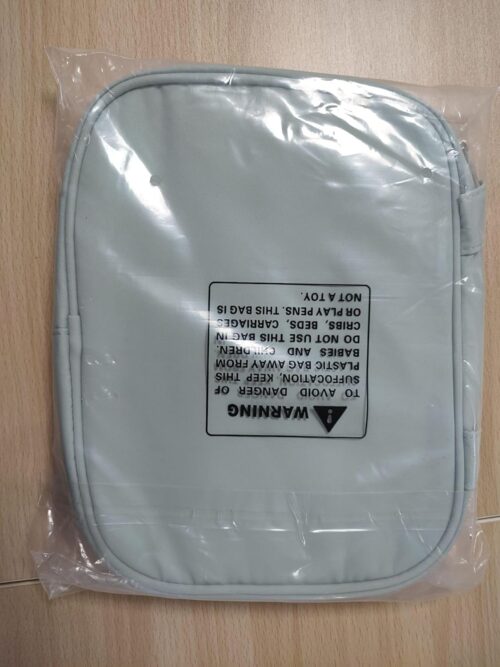 WARNING
TO AVOID DANGER OF
SUFFOCATION, KEEP THIS
PLASTIC BAG AWAY FROM
BABIES AND CHILDREN.
DO NOT USE THIS BAG IN
CRIBS, BEDS, CARRIAGES
OR PLAY PENS. THIS BAG IS
NOT A TOY.